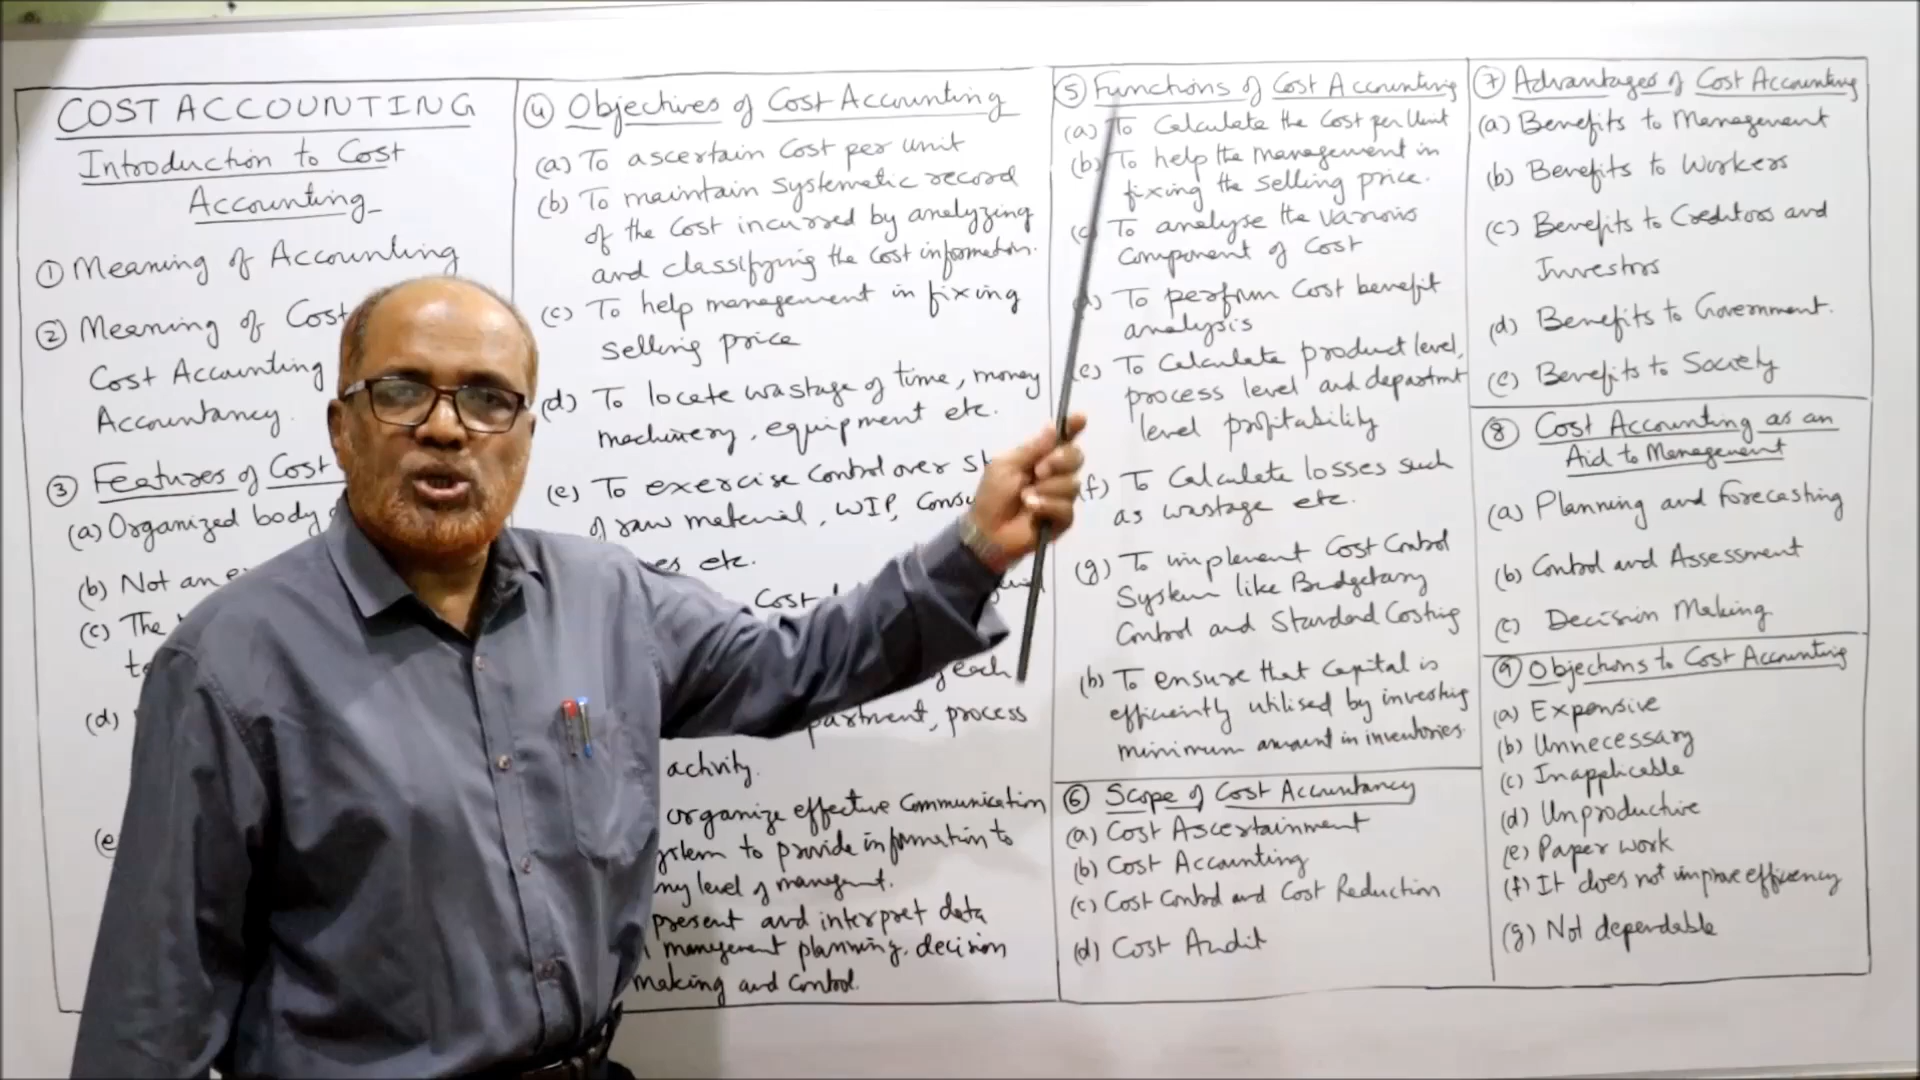 COST ACCOUNTING
Introduction to Cost
Accounting
① Meaning of Accounting
② Meaning of Cost
Cost Accounting
Accountancy.
③ Features of Cost
(a) Organized body
(b) Not an
(c) The
(d)
(e)
④ Objectives of Cost Accounting
(a) To ascertain Cost per unit
(b) To maintain systematic record
of the Cost incurred by analyzing
and classifying the Cost information.
(c) To help management in fixing
Selling price
(d) To locate wastage of time, money
machinery, equipment etc.
(e) To exercise Control over
of raw material, WIP,
etc.
Cost
each
process
activity.
organize effective Communication
to provide information to
level of managemt.
present and interpret data
management planning, decision
making and Control.
⑤ Functions of Cost Accounting
(a) To Calculate the Cost per Unit
(b) To help the management in
fixing the Selling price.
(c) To analyse the various
Component of Cost
To perform Cost benefit
analysis
(e) To Calculate product level,
process level and departmt
level profitability
(f) To Calculate losses such
as wastage etc.
(g) To implement Cost Control
System like Budgetary
Control and Standard Costing
(h) To ensure that Capital is
efficiently utilised by investing
minimum amount in inventories.
⑥ Scope of Cost Accountancy
(a) Cost Ascertainment
(b) Cost Accounting
(c) Cost Control and Cost Reduction
(d) Cost Audit
⑦ Advantages of Cost Accounting
(a) Benefits to Management
(b) Benefits to Workers
(c) Benefits to Creditors and
Investors
(d) Benefits to Government.
(e) Benefits to Society
⑧ Cost Accounting as an
Aid to Management
(a) Planning and Forecasting
(b) Control and Assessment
(c) Decision Making
⑨ Objections to Cost Accounting
(a) Expensive
(b) Unnecessary
(c) Inapplicable
(d) Unproductive
(e) Paper work
(f) It does not improve efficiency
(g) Not dependable